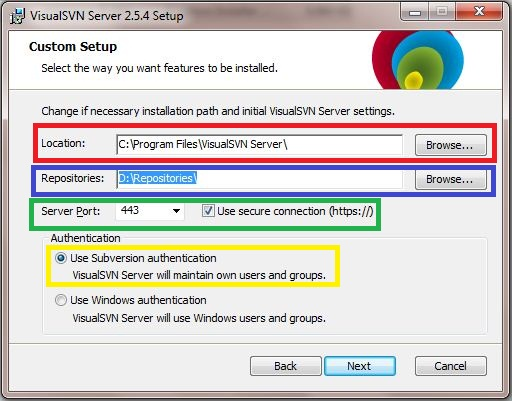 VisualSVN Server 2.5.4 Setup
Custom Setup
Select the way you want features to be installed.
Change if necessary installation path and initial VisualSVN Server settings.
Location: C:\Program Files\VisualSVN Server\ Browse...
Repositories: D:\Repositories\ Browse...
Server Port: 443 Use secure connection (https://)
Authentication
Use Subversion authentication
VisualSVN Server will maintain own users and groups.
Use Windows authentication
VisualSVN Server will use Windows users and groups.
Back Next Cancel